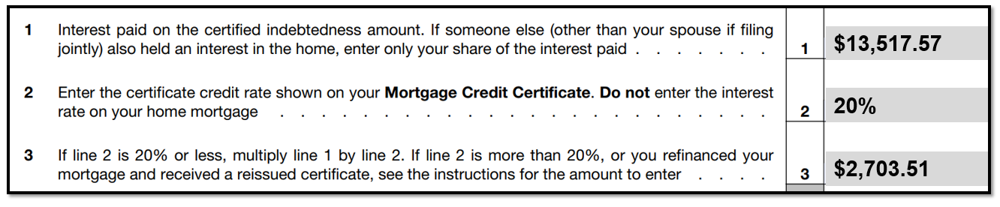 1 Interest paid on the certified indebtedness amount. If someone else (other than your spouse if filing
jointly) also held an interest in the home, enter only your share of the interest paid . . . . . . . 1 $13,517.57
2 Enter the certificate credit rate shown on your Mortgage Credit Certificate. Do not enter the interest
rate on your home mortgage . . . . . . . . . . . . . . . . . . . . . . . . 2 20%
3 If line 2 is 20% or less, multiply line 1 by line 2. If line 2 is more than 20%, or you refinanced your
mortgage and received a reissued certificate, see the instructions for the amount to enter . . . . 3 $2,703.51